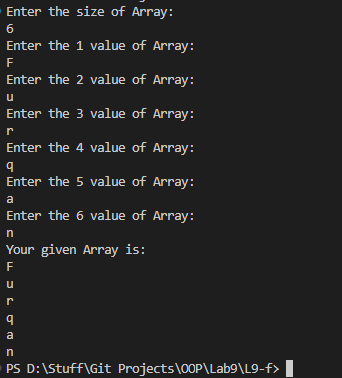 Enter the size of Array:
6
Enter the 1 value of Array:
F
Enter the 2 value of Array:
u
Enter the 3 value of Array:
r
Enter the 4 value of Array:
q
Enter the 5 value of Array:
a
Enter the 6 value of Array:
n
Your given Array is:
F
u
r
q
a
n
PS D:\Stuff\Git Projects\OOP\Lab9\L9-f>